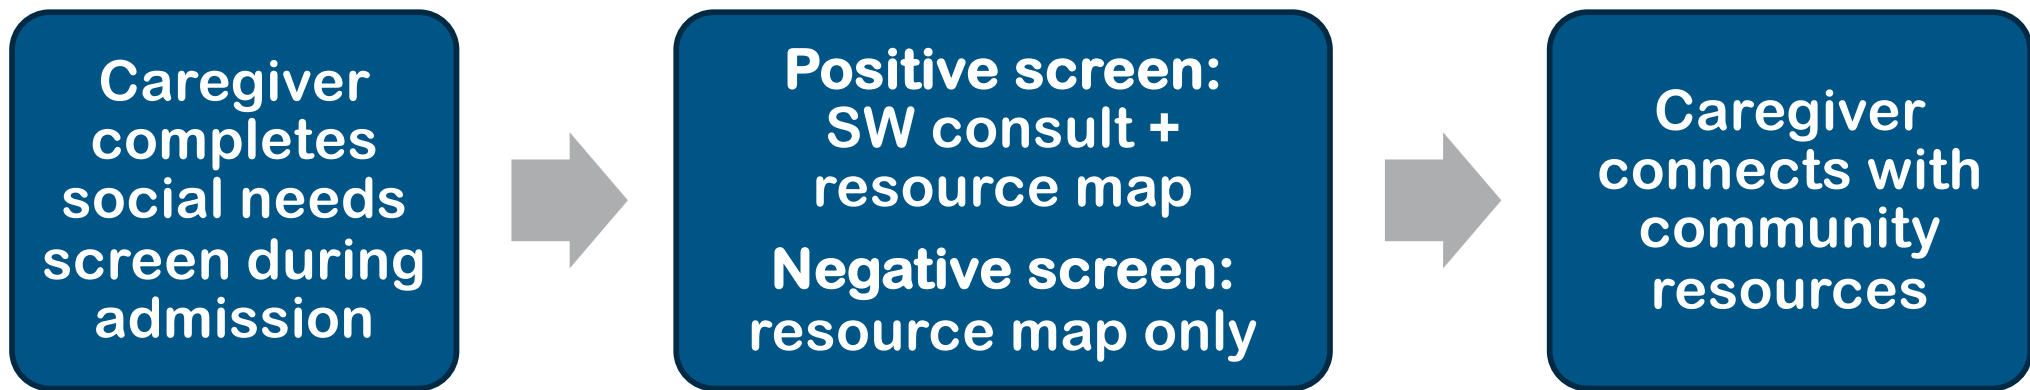 Caregiver
completes
social needs
screen during
admission
Positive screen:
SW consult +
resource map
Negative screen:
resource map only
Caregiver
connects with
community
resources